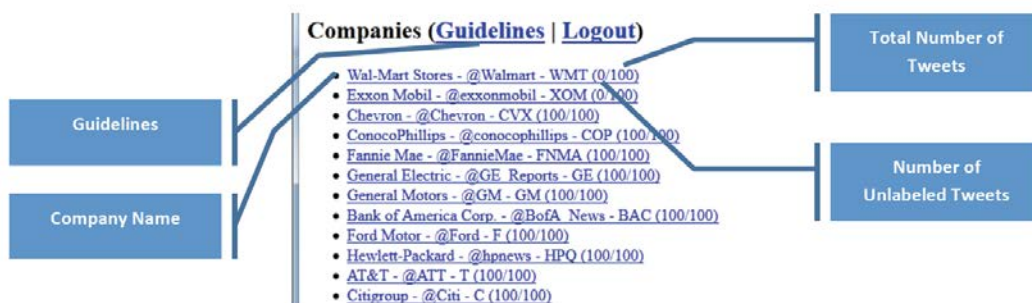 Companies (Guidelines | Logout)
Wal-Mart Stores - @Walmart - WMT (0/100)
Exxon Mobil - @exxonmobil - XOM (0/100)
Chevron - @Chevron - CVX (100/100)
ConocoPhillips - @conocophillips - COP (100/100)
Fannie Mae - @FannieMae - FNMA (100/100)
General Electric - @GE_Reports - GE (100/100)
General Motors - @GM - GM (100/100)
Bank of America Corp. - @BofA_News - BAC (100/100)
Ford Motor - @Ford - F (100/100)
Hewlett-Packard - @hpnews - HPQ (100/100)
AT&T - @ATT - T (100/100)
Citigroup - @Citi - C (100/100)
Guidelines
Company Name
Total Number of
Tweets
Number of
Unlabeled Tweets